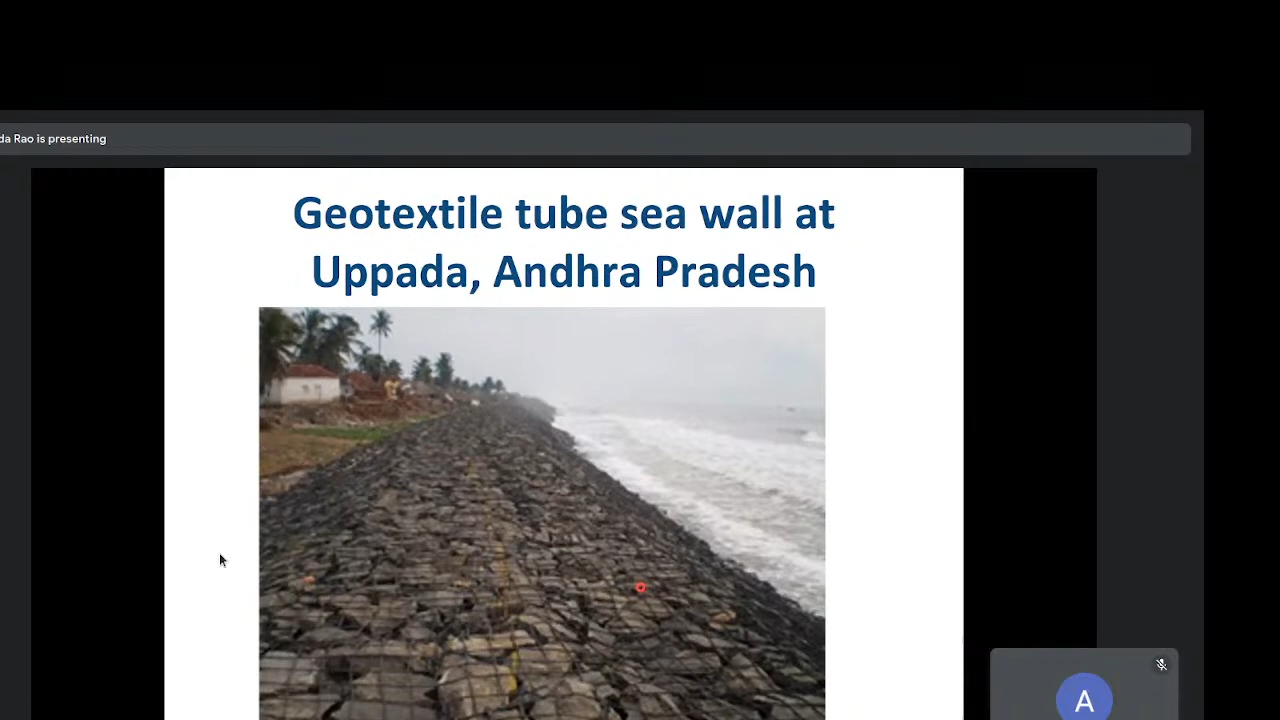 da Rao is presenting
Geotextile tube sea wall at
Uppada, Andhra Pradesh
A